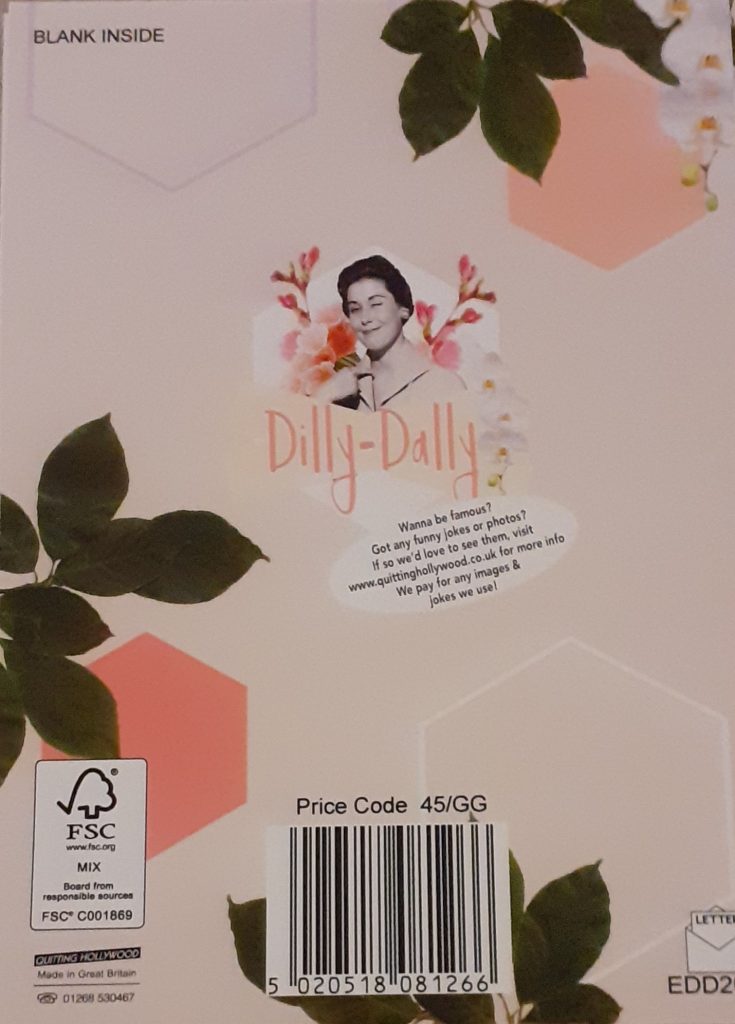 BLANK INSIDE
Dilly-Dally
Wanna be famous?
Got any funny jokes or photos?
If so we'd love to see them, visit
www.quittinghollywood.co.uk for more info
We pay for any images &
jokes we use!
Price Code 45/GG
FSC
www.fsc.org
MIX
Board from
responsible sources
FSC® C001869
QUITTING HOLLYWOOD
Made in Great Britain
☎ 01268 530467
5 020518 081266
LETTE
EDD2